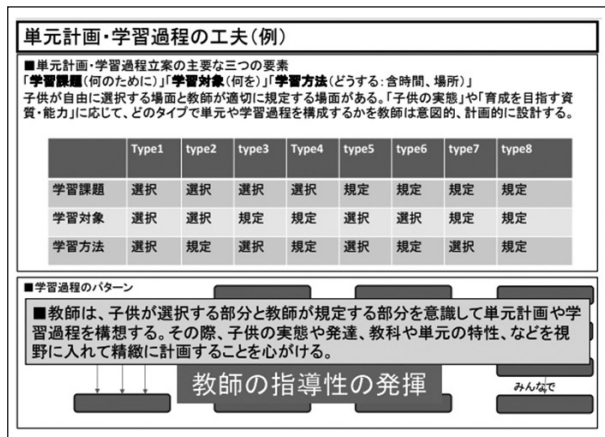 単元計画・学習過程の工夫(例)
■単元計画・学習過程立案の主要な三つの要素
「学習課題(何のために)」「学習対象(何を)」「学習方法(どうする:含時間、場所)」
子供が自由に選択する場面と教師が適切に規定する場面がある。「子供の実態」や「育成を目指す資
質・能力」に応じて、どのタイプで単元や学習過程を構成するかを教師は意図的、計画的に設計する。
Type1 type2 type3 Type4 type5 type6 type7 type8
学習課題 選択 選択 選択 選択 規定 規定 規定 規定
学習対象 選択 選択 規定 規定 選択 選択 規定 規定
学習方法 選択 規定 選択 規定 選択 規定 選択 規定
■学習過程のパターン
■教師は、子供が選択する部分と教師が規定する部分を意識して単元計画や学
習過程を構想する。その際、子供の実態や発達、教科や単元の特性、などを視
野に入れて精緻に計画することを心がける。
教師の指導性の発揮
みんなで